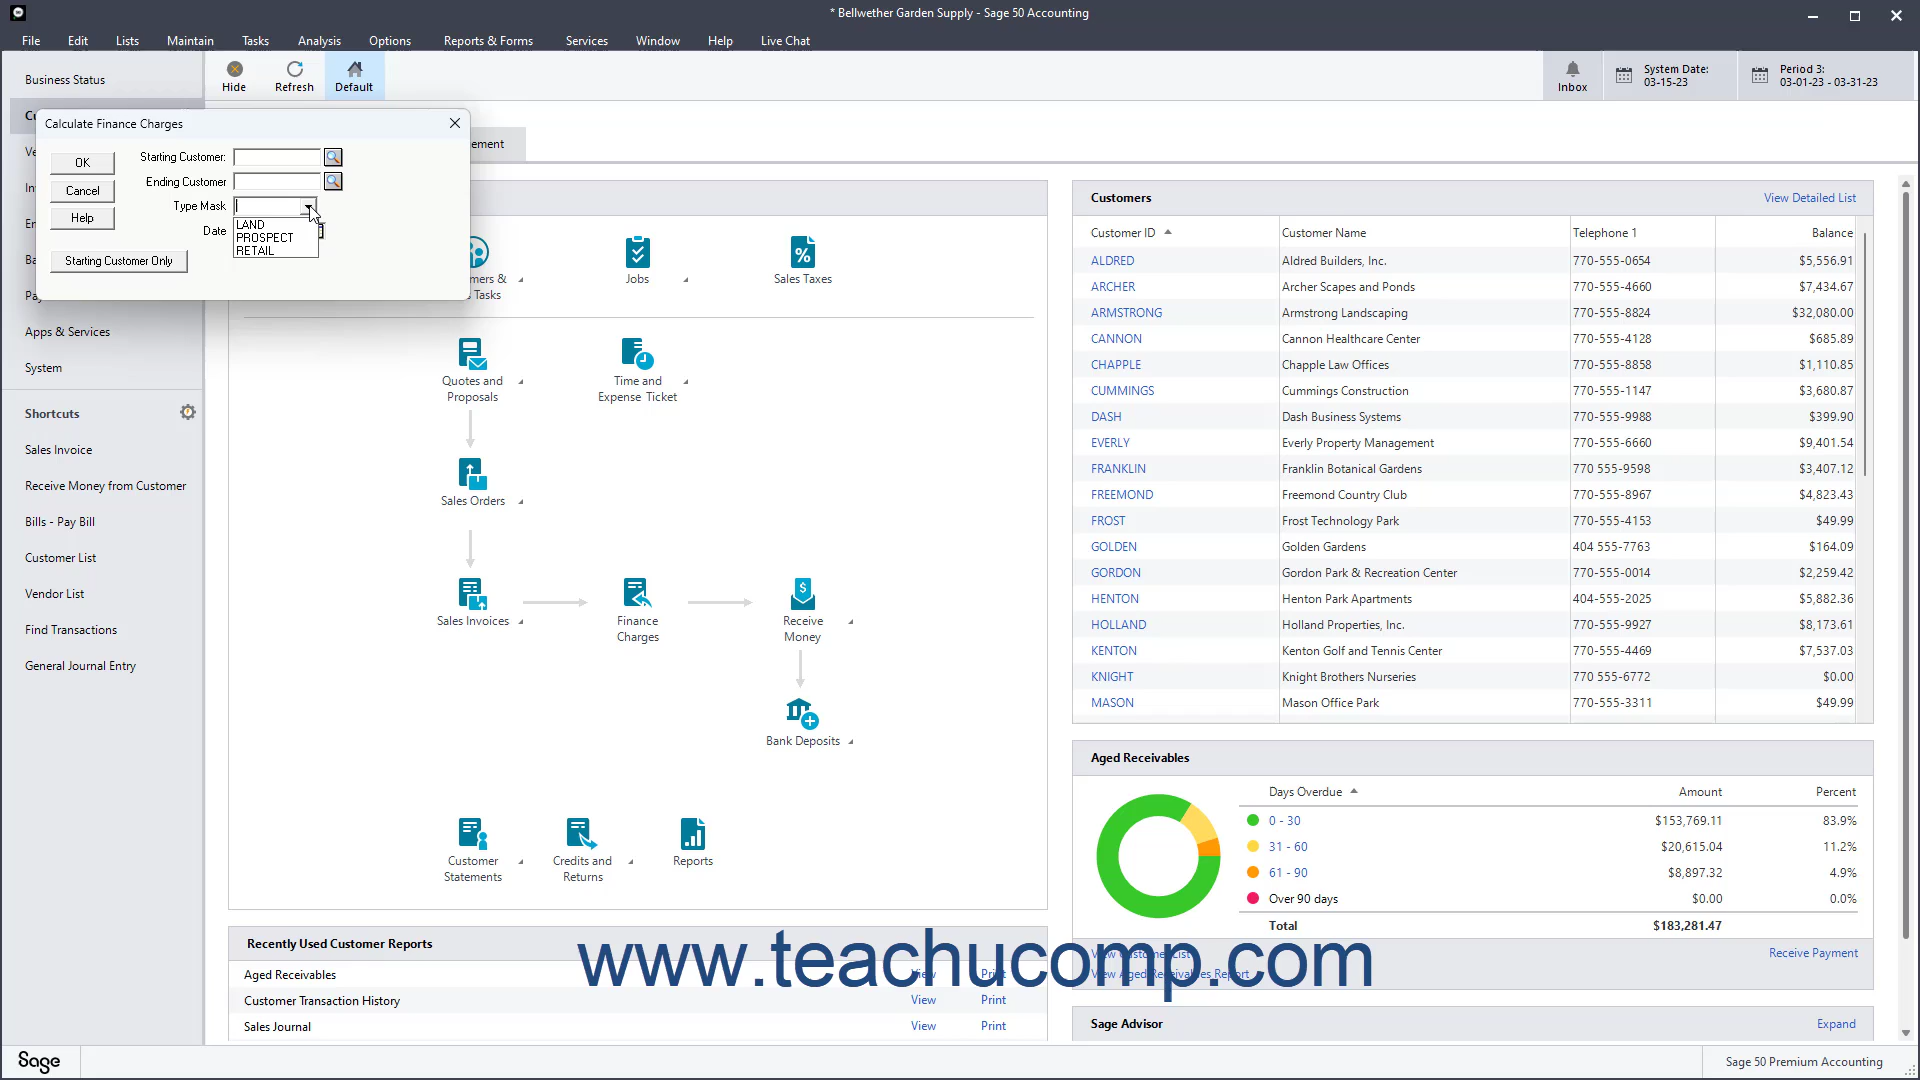 * Bellwether Garden Supply - Sage 50 Accounting
File Edit Lists Maintain Tasks Analysis Options Reports & Forms Services Window Help Live Chat
Business Status
Hide
Refresh
Default
Inbox
System Date:
03-15-23
Period 3:
03-01-23 - 03-31-23
Calculate Finance Charges
OK
Cancel
Help
Starting Customer Only
Starting Customer:
Ending Customer
Type Mask
Date
LAND
PROSPECT
RETAIL
Apps & Services
System
Shortcuts
Sales Invoice
Receive Money from Customer
Bills - Pay Bill
Customer List
Vendor List
Find Transactions
General Journal Entry
ement
mers &
Tasks
Jobs
Sales Taxes
Quotes and
Proposals
Time and
Expense Ticket
Sales Orders
Sales Invoices
Finance
Charges
Receive
Money
Bank Deposits
Customer
Statements
Credits and
Returns
Reports
Recently Used Customer Reports
Aged Receivables View Print
Customer Transaction History View Print
Sales Journal View Print
Customers View Detailed List
Customer ID Customer Name Telephone 1 Balance
ALDRED Aldred Builders, Inc. 770-555-0654 $5,556.91
ARCHER Archer Scapes and Ponds 770-555-4660 $7,434.67
ARMSTRONG Armstrong Landscaping 770-555-8824 $32,080.00
CANNON Cannon Healthcare Center 770-555-4128 $685.89
CHAPPLE Chapple Law Offices 770-555-8858 $1,110.85
CUMMINGS Cummings Construction 770-555-1147 $3,680.87
DASH Dash Business Systems 770-555-9988 $399.90
EVERLY Everly Property Management 770-555-6660 $9,401.54
FRANKLIN Franklin Botanical Gardens 770 555-9598 $3,407.12
FREEMOND Freemond Country Club 770-555-8967 $4,823.43
FROST Frost Technology Park 770-555-4153 $49.99
GOLDEN Golden Gardens 404 555-7763 $164.09
GORDON Gordon Park & Recreation Center 770-555-0014 $2,259.42
HENTON Henton Park Apartments 404-555-2025 $5,882.36
HOLLAND Holland Properties, Inc. 770-555-9927 $8,173.61
KENTON Kenton Golf and Tennis Center 770-555-4469 $7,537.03
KNIGHT Knight Brothers Nurseries 770 555-6772 $0.00
MASON Mason Office Park 770-555-3311 $49.99
Aged Receivables
Days Overdue Amount Percent
0 - 30 $153,769.11 83.9%
31 - 60 $20,615.04 11.2%
61 - 90 $8,897.32 4.9%
Over 90 days $0.00 0.0%
Total $183,281.47
View Customer List Receive Payment
View Aged Receivables Report
www.teachucomp.com
Sage Advisor Expand
Sage
Sage 50 Premium Accounting